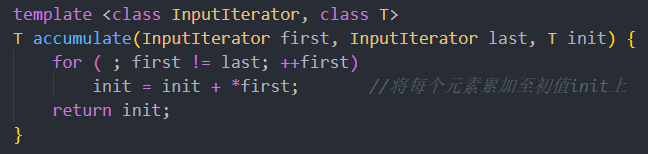 template <class InputIterator, class T>
T accumulate(InputIterator first, InputIterator last, T init) {
    for ( ; first != last; ++first)
        init = init + *first;        //将每个元素累加至初值init上
    return init;
}